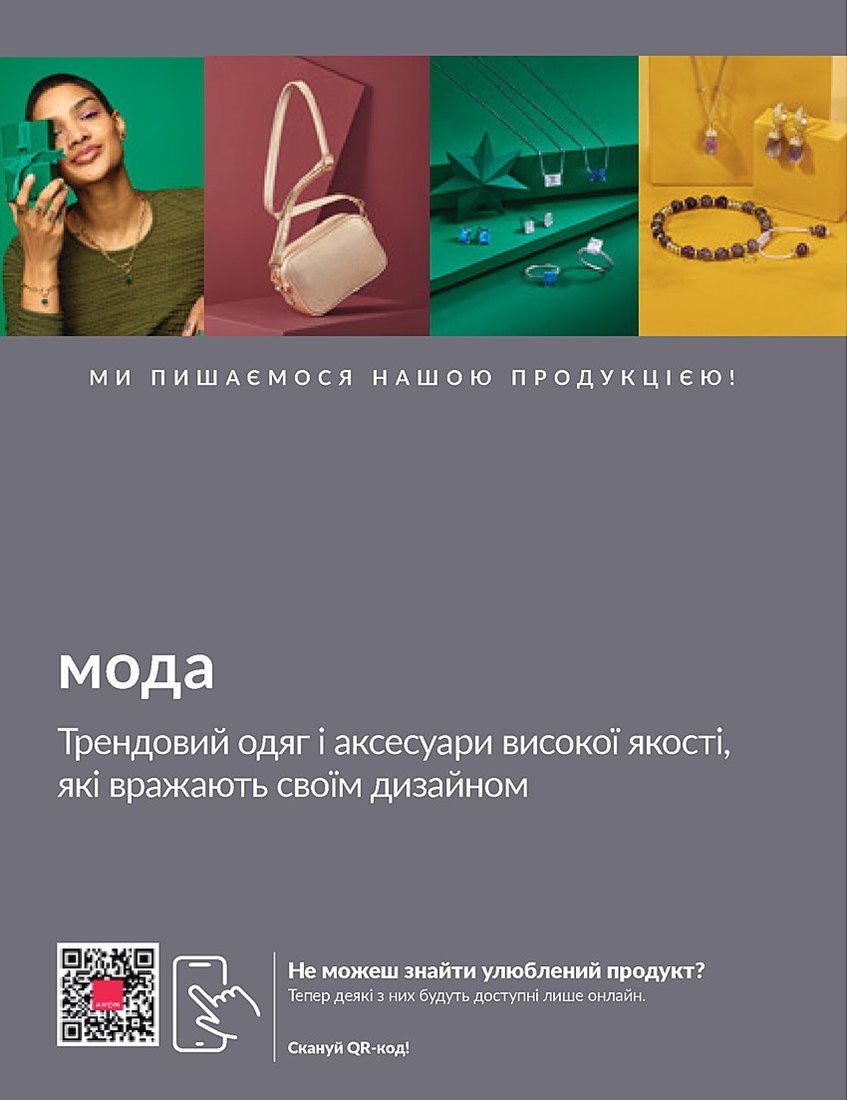 МИ ПИШАЄМОСЯ НАШОЮ ПРОДУКЦІЄЮ!
мода
Трендовий одяг і аксесуари високої якості,
які вражають своїм дизайном
Не можеш знайти улюблений продукт?
Тепер деякі з них будуть доступні лише онлайн.
Скануй QR-код!